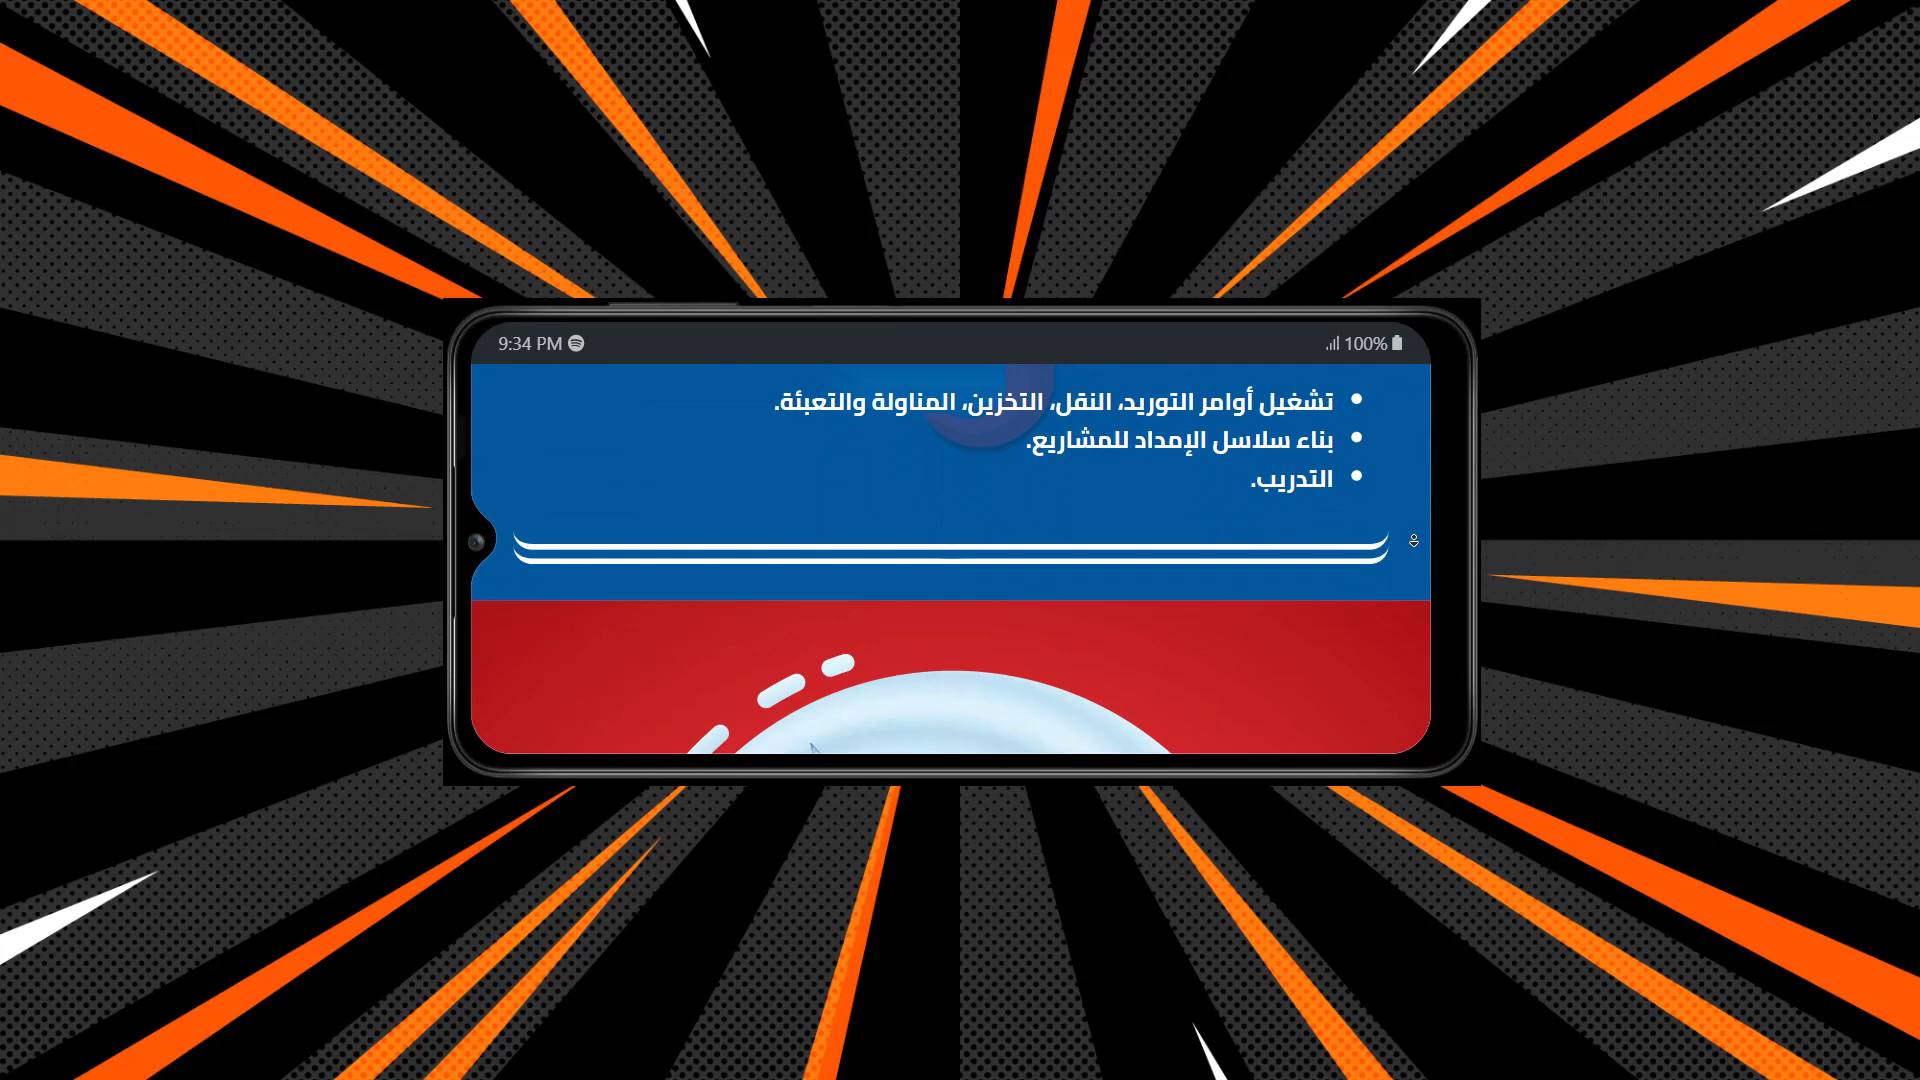 9:34 PM
100%
تشغيل أوامر التوريد، النقل، التخزين، المناولة والتعبئة.
بناء سلاسل الإمداد للمشاريع.
التدريب.